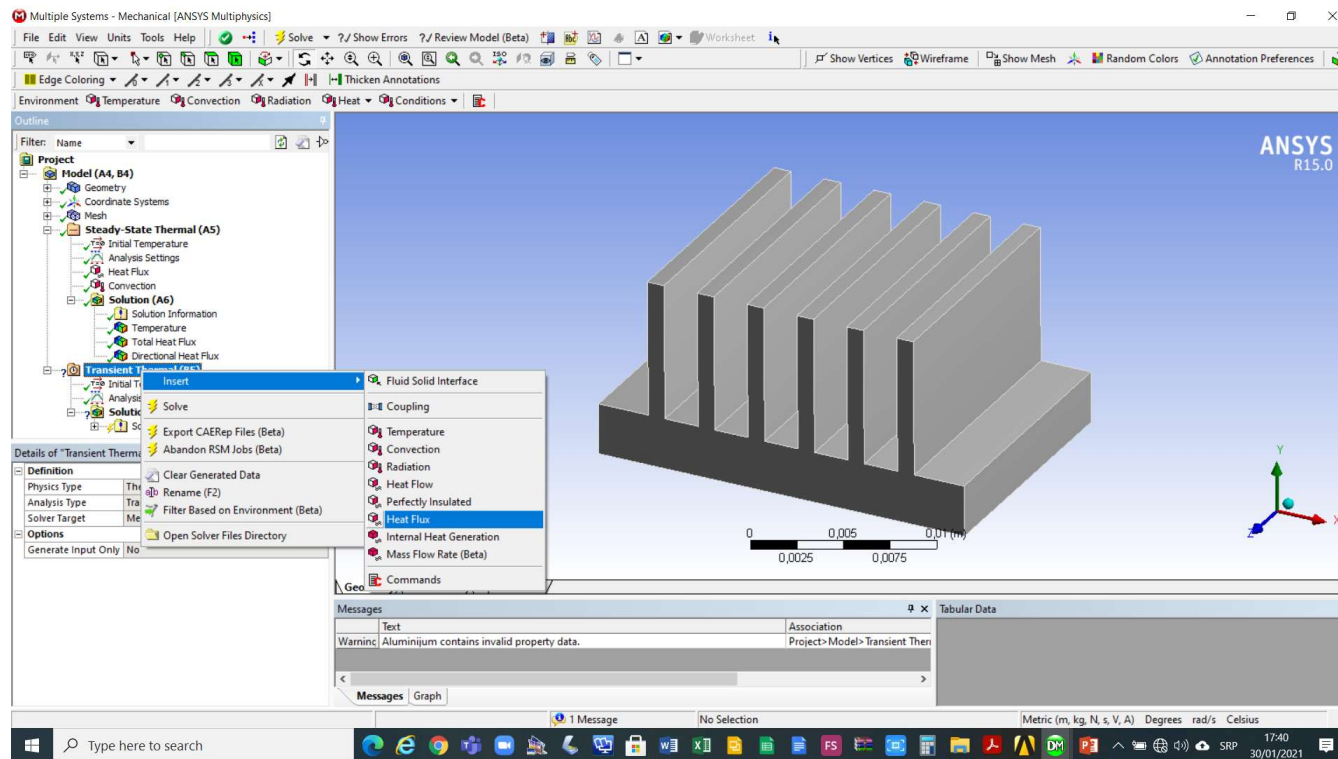 Multiple Systems - Mechanical [ANSYS Multiphysics]
File Edit View Units Tools Help Solve ?/ Show Errors ?/ Review Model (Beta) Worksheet
Show Vertices Wireframe Show Mesh Random Colors Annotation Preferences
Edge Coloring Thicken Annotations
Environment Temperature Convection Radiation Heat Conditions
Outline
Filter: Name
Project
Model (A4, B4)
Geometry
Coordinate Systems
Mesh
Steady-State Thermal (A5)
Initial Temperature
Analysis Settings
Heat Flux
Convection
Solution (A6)
Solution Information
Temperature
Total Heat Flux
Directional Heat Flux
Transient Thermal (B5)
Initial T
Analysis
Solutio
So
Insert
Solve
Export CAERep Files (Beta)
Abandon RSM Jobs (Beta)
Clear Generated Data
Rename (F2)
Filter Based on Environment (Beta)
Open Solver Files Directory
Fluid Solid Interface
Coupling
Temperature
Convection
Radiation
Heat Flow
Perfectly Insulated
Heat Flux
Internal Heat Generation
Mass Flow Rate (Beta)
Commands
Details of "Transient Therma
Definition
Physics Type The
Analysis Type Tra
Solver Target Me
Options
Generate Input Only No
ANSYS
R15.0
0 0,005 0,01 (m)
0,0025 0,0075
Y
X
Z
Geo
Messages
Text Association
Warning Aluminijum contains invalid property data. Project>Model>Transient Ther
Messages Graph
Tabular Data
1 Message No Selection Metric (m, kg, N, s, V, A) Degrees rad/s Celsius
Type here to search
SRP
17:40
30/01/2021